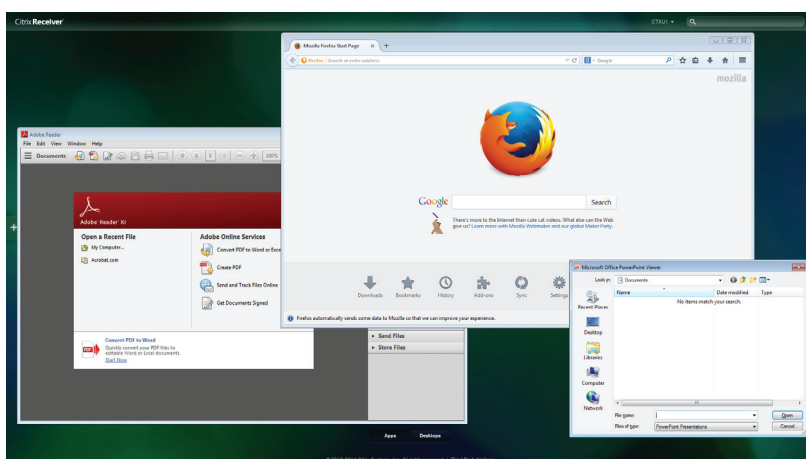 Citrix Receiver
CTXU1
Mozilla Firefox Start Page
Firefox Search or enter address
Google
mozilla
Google
Search
There's more to the Internet than cute cat videos. What else can the Web
give us? Learn more with Mozilla Webmaker and our global Maker Party.
Downloads Bookmarks History Add-ons Sync Settings
Firefox automatically sends some data to Mozilla so that we can improve your experience.
Adobe Reader
File Edit View Window Help
Documents
100%
Adobe Reader XI
Open a Recent File
My Computer...
Acrobat.com
Adobe Online Services
Convert PDF to Word or Exce
Create PDF
Send and Track Files Online
Get Documents Signed
Convert PDF to Word
Quickly convert your PDF files to
editable Word or Excel documents.
Start Now
Send Files
Store Files
Microsoft Office PowerPoint Viewer
Look in: Documents
Name Date modified Type
No items match your search.
Recent Places
Desktop
Libraries
Computer
Network
File name:
Open
Files of type: PowerPoint Presentations
Cancel
Apps Desktops